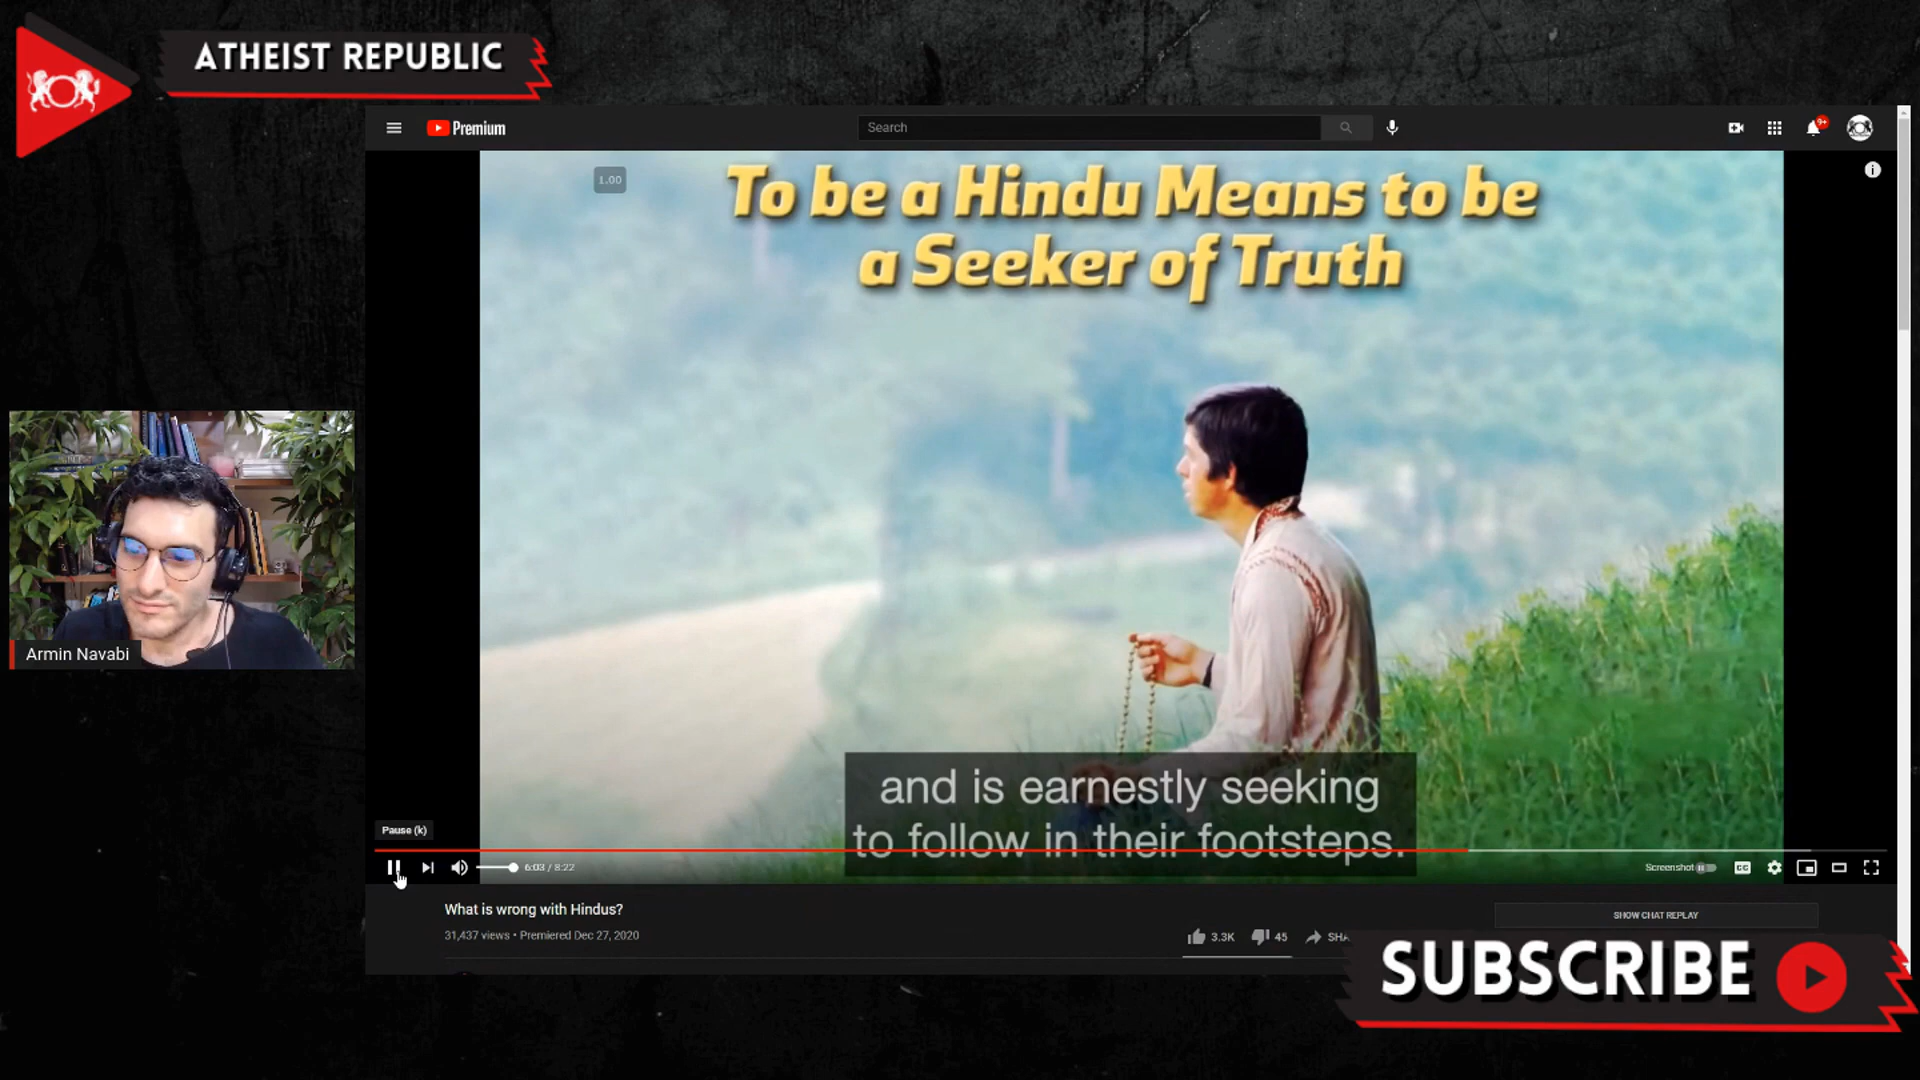 ATHEIST REPUBLIC
Premium
Search
9+
1.00
To be a Hindu Means to be
a Seeker of Truth
Armin Navabi
and is earnestly seeking
to follow in their footsteps.
Pause (k)
6:03 / 8:22
Screenshot
CC
What is wrong with Hindus?
31,437 views • Premiered Dec 27, 2020
3.3K
45
SHA
SHOW CHAT REPLAY
SUBSCRIBE